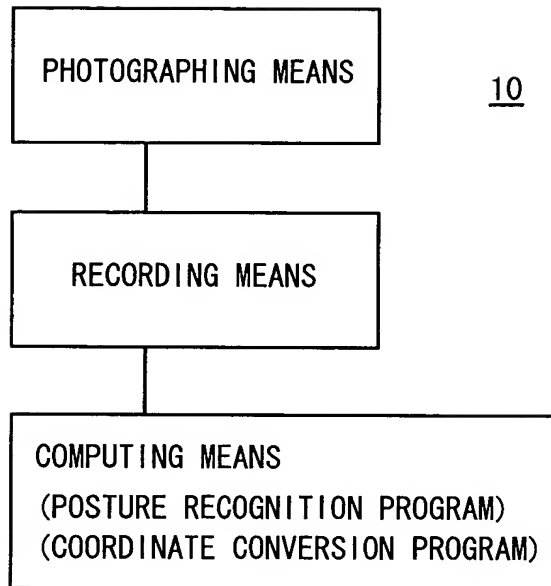 PHOTOGRAPHING MEANS
10
RECORDING MEANS
COMPUTING MEANS
(POSTURE RECOGNITION PROGRAM)
(COORDINATE CONVERSION PROGRAM)